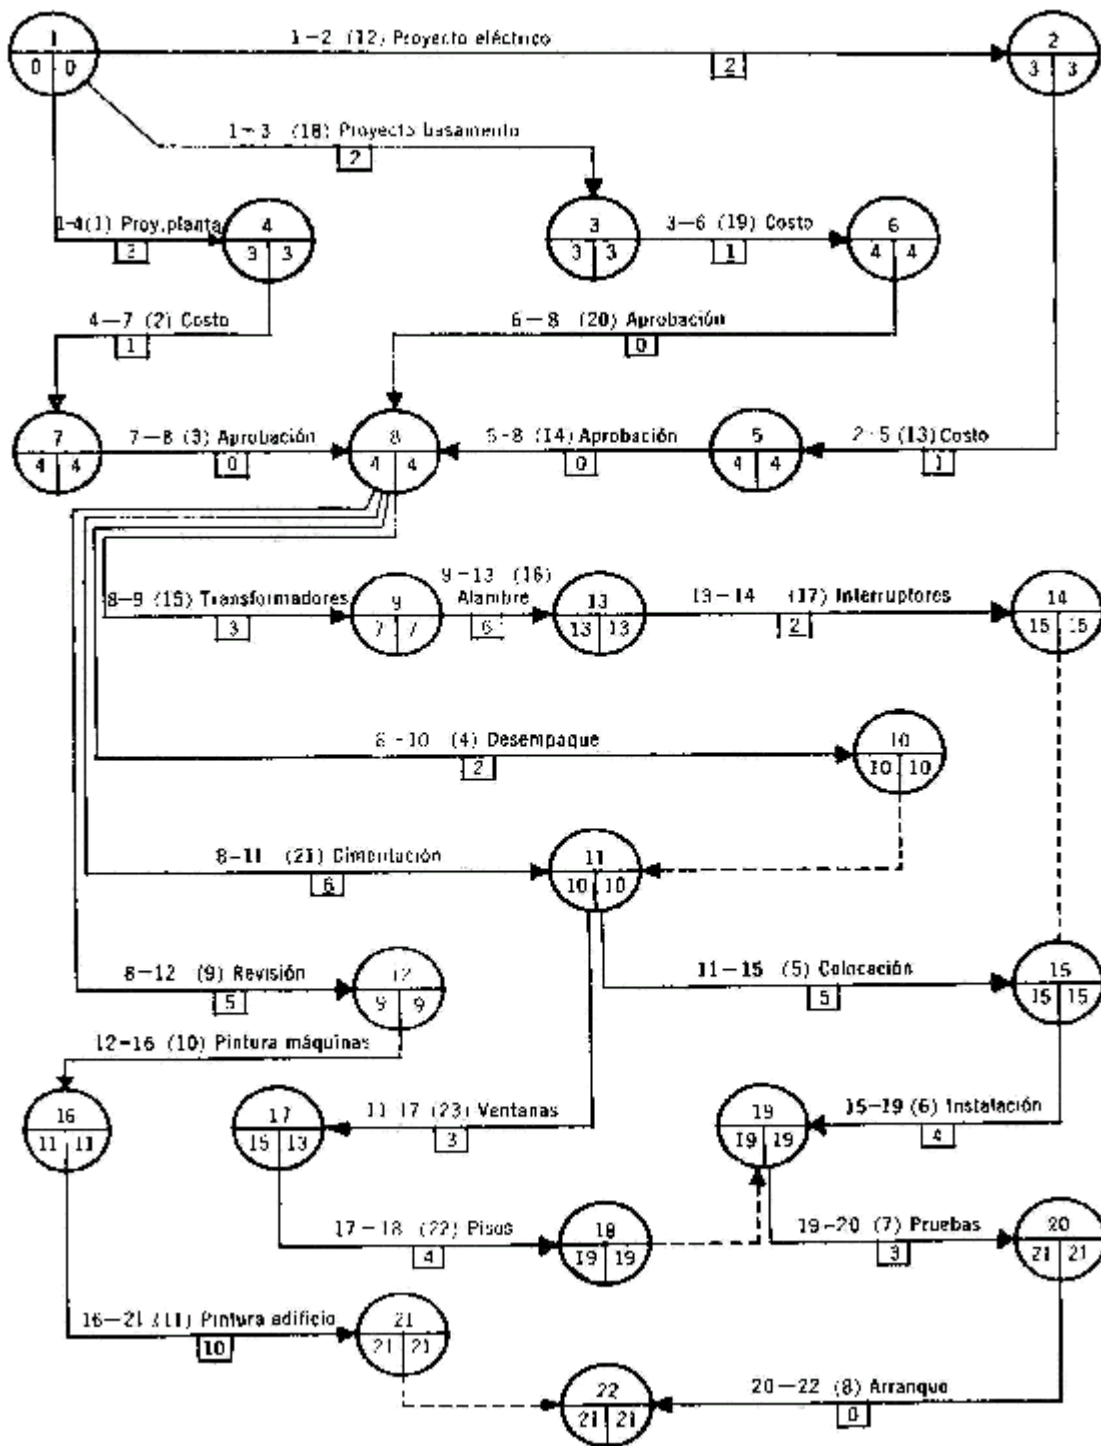 1
0 0
1-2 (12) Proyecto eléctrico
2
2
3 3
1-3 (18) Proyecto basamento
2
1-4(1) Proy.planta
3
4
3 3
3
3 3
3-6 (19) Costo
1
6
4 4
4-7 (2) Costo
1
6-8 (20) Aprobación
0
7
4 4
7-8 (3) Aprobación
0
8
4 4
5-8 (14) Aprobación
0
5
4 4
2-5 (13) Costo
1
8-9 (15) Transformadores
3
9
7 7
9-13 (16)
Alambre
6
13
13 13
13-14 (17) Interruptores
2
14
15 15
8-10 (4) Desempaque
2
10
10 10
8-11 (21) Cimentación
6
11
10 10
8-12 (9) Revisión
5
12
9 9
11-15 (5) Colocación
5
15
15 15
12-16 (10) Pintura máquinas
16
11 11
17
15 13
11-17 (23) Ventanas
3
19
19 19
15-19 (6) Instalación
4
17-18 (22) Pisos
4
18
19 19
19-20 (7) Pruebas
3
20
21 21
16-21 (11) Pintura adificio
10
21
21 21
22
21 21
20-22 (8) Arranque
0